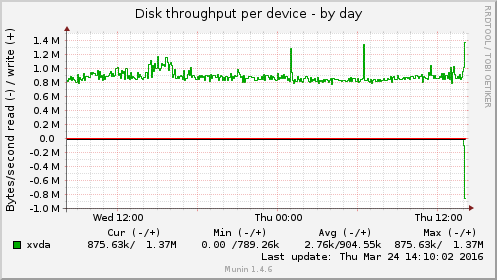 Disk throughput per device - by day
RRDTOOL / TOBI OETIKER
Bytes/second read (-) / write (+)
1.4 M
1.2 M
1.0 M
0.8 M
0.6 M
0.4 M
0.2 M
0.0
-0.2 M
-0.4 M
-0.6 M
-0.8 M
-1.0 M
Wed 12:00 Thu 00:00 Thu 12:00
Cur (-/+) Min (-/+) Avg (-/+) Max (-/+)
xvda 875.63k/ 1.37M 0.00 /789.26k 2.76k/904.55k 875.63k/ 1.37M
Last update: Thu Mar 24 14:10:02 2016
Munin 1.4.6